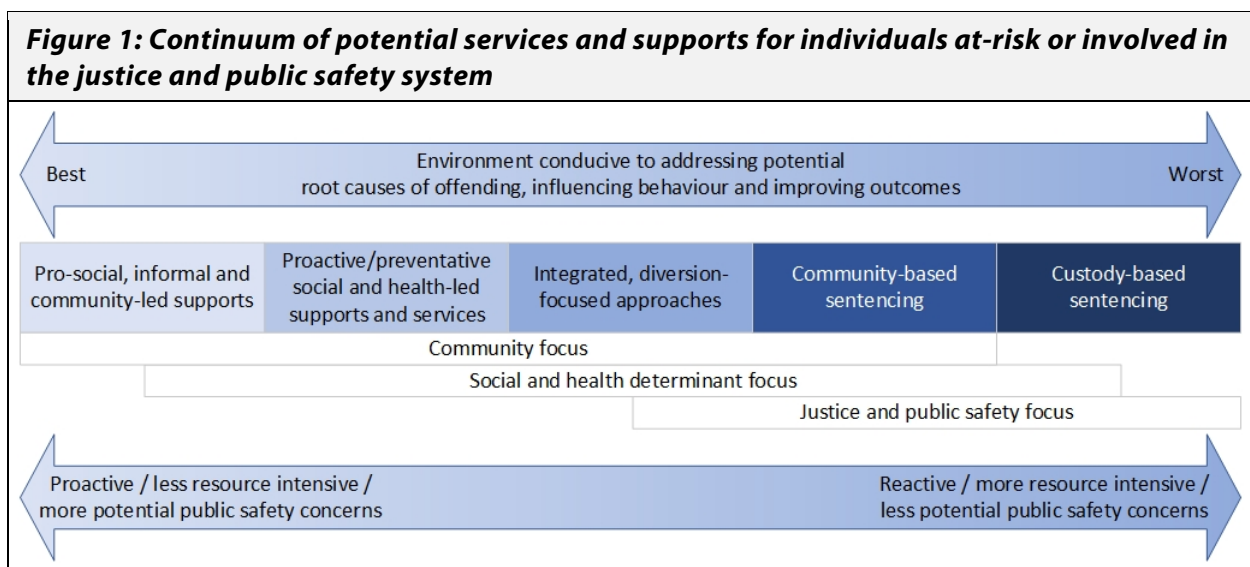 Figure 1: Continuum of potential services and supports for individuals at-risk or involved in
the justice and public safety system
Best
Environment conducive to addressing potential
root causes of offending, influencing behaviour and improving outcomes
Worst
Pro-social, informal and
community-led supports
Proactive/preventative
social and health-led
supports and services
Integrated, diversion-
focused approaches
Community-based
sentencing
Custody-based
sentencing
Community focus
Social and health determinant focus
Justice and public safety focus
Proactive / less resource intensive /
more potential public safety concerns
Reactive / more resource intensive /
less potential public safety concerns